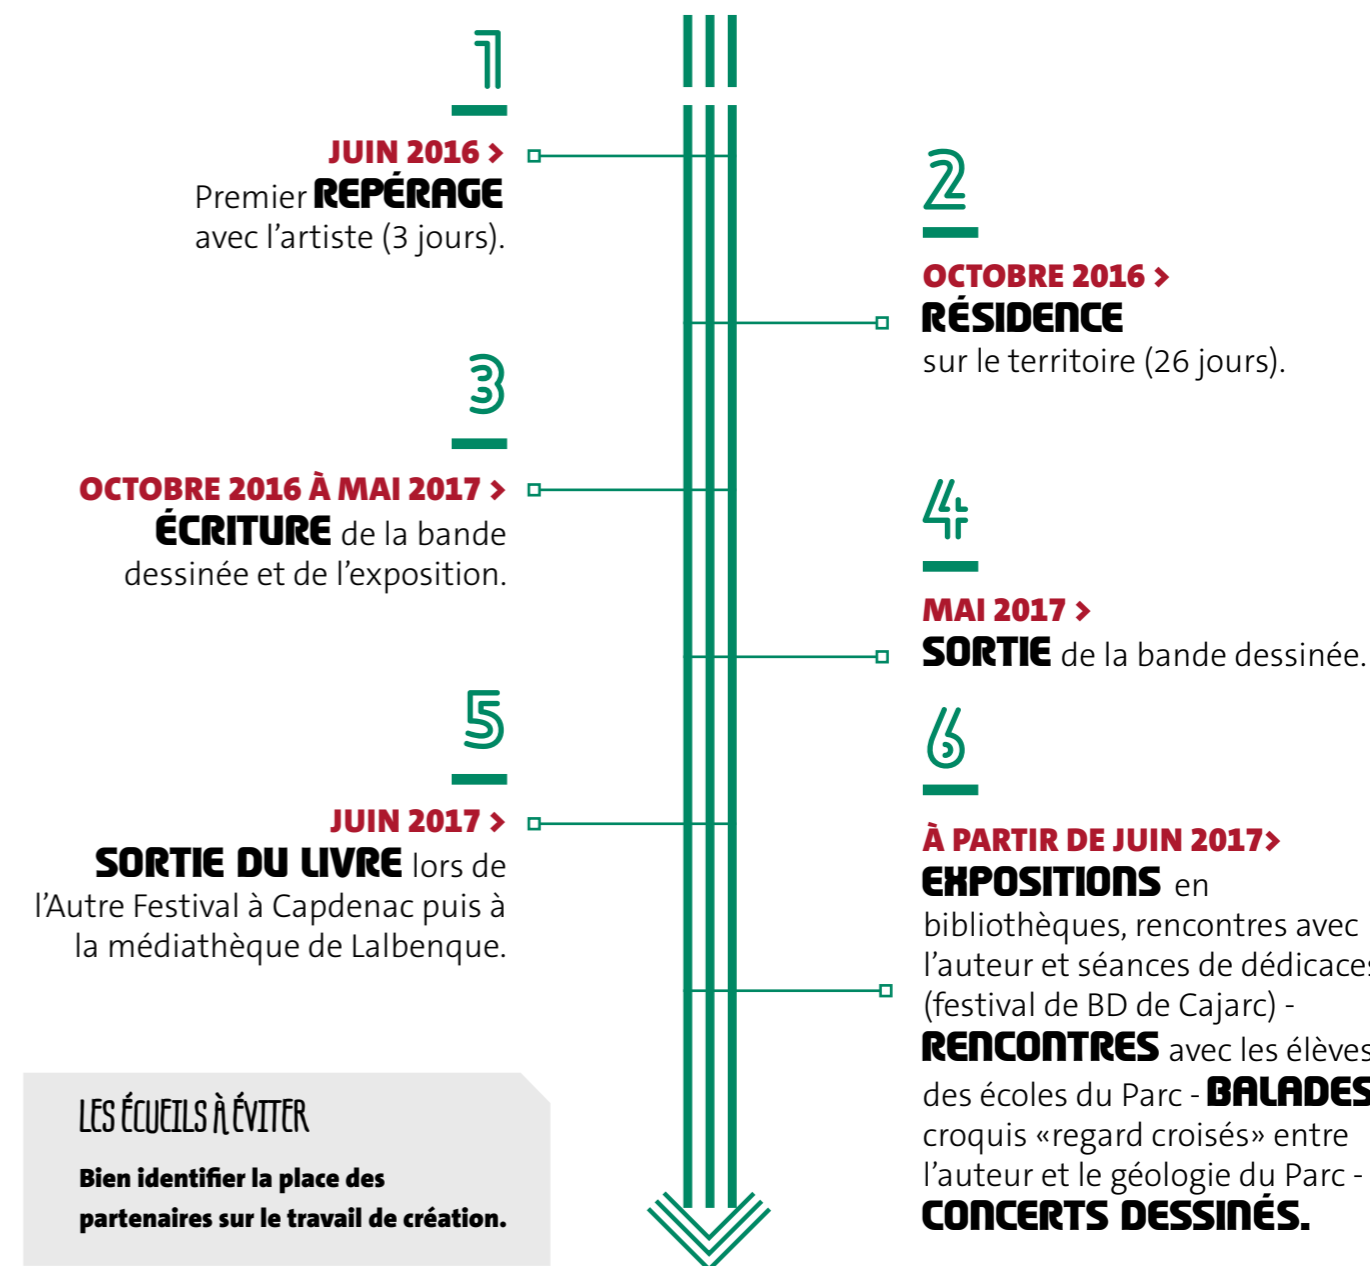 1
JUIN 2016 >
Premier REPÉRAGE
avec l’artiste (3 jours).
2
OCTOBRE 2016 >
RÉSIDENCE
sur le territoire (26 jours).
3
OCTOBRE 2016 À MAI 2017 >
ÉCRITURE de la bande
dessinée et de l’exposition.
4
MAI 2017 >
SORTIE de la bande dessinée.
5
JUIN 2017 >
SORTIE DU LIVRE lors de
l’Autre Festival à Capdenac puis à
la médiathèque de Lalbenque.
6
À PARTIR DE JUIN 2017>
EXPOSITIONS en
bibliothèques, rencontres avec
l’auteur et séances de dédicaces
(festival de BD de Cajarc) -
RENCONTRES avec les élèves
des écoles du Parc - BALADES
croquis «regard croisés» entre
l’auteur et le géologie du Parc -
CONCERTS DESSINÉS.
LES ÉCUEILS À ÉVITER
Bien identifier la place des
partenaires sur le travail de création.